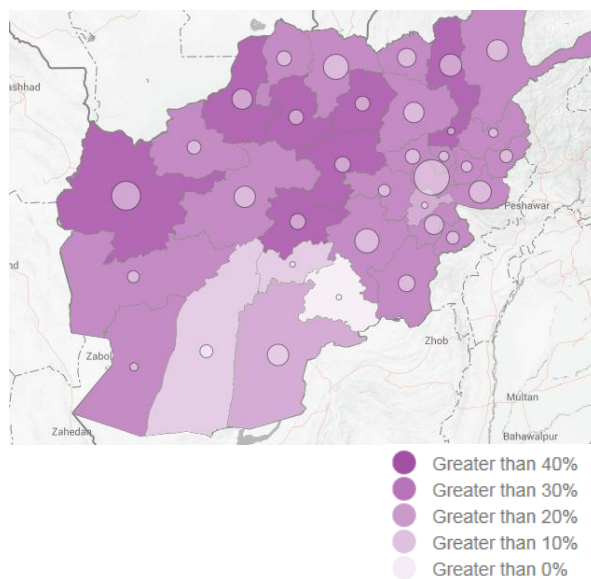 ashhad
Peshawar
nd
Zhob
Zabol
Multan
Zahedan
Bahawalpur
Greater than 40%
Greater than 30%
Greater than 20%
Greater than 10%
Greater than 0%